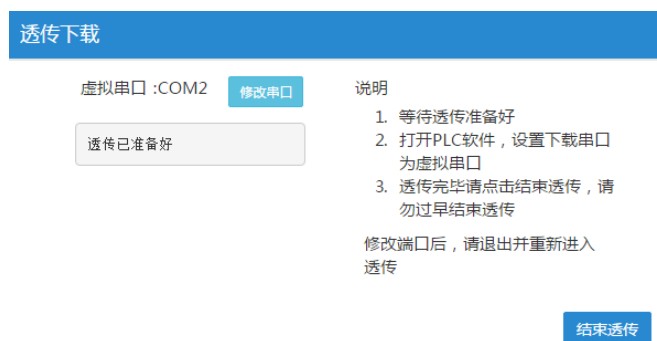 透传下载
虚拟串口 :COM2 修改串口
透传已准备好
说明
1. 等待透传准备好
2. 打开PLC软件，设置下载串口
为虚拟串口
3. 透传完毕请点击结束透传，请
勿过早结束透传
修改端口后，请退出并重新进入
透传
结束透传